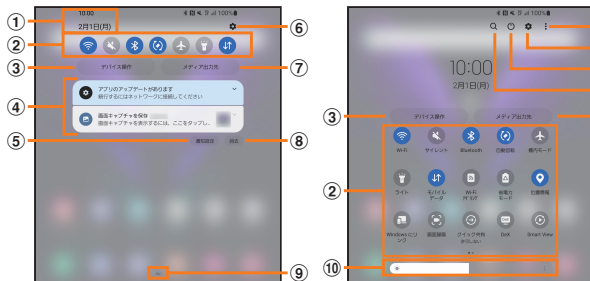 10:00
100%
2月1日(月)
①
②
③
④
⑤
⑥
⑦
⑧
⑨
デバイス操作
メディア出力先
アプリのアップデートがあります
続行するにはネットワークに接続してください
画面キャプチャを保存
画面キャプチャを表示するには、ここをタップし..
通知設定
消去
100%
10:00
2月1日(月)
③
デバイス操作
メディア出力先
②
Wi-Fi
サイレント
Bluetooth
自動回転
機内モード
ライト
モバイル
データ
Wi-Fi
テザリング
省電力
モード
位置情報
Windows にリ
ンク
画面録画
クイック共有
DeX
Smart View
⑩